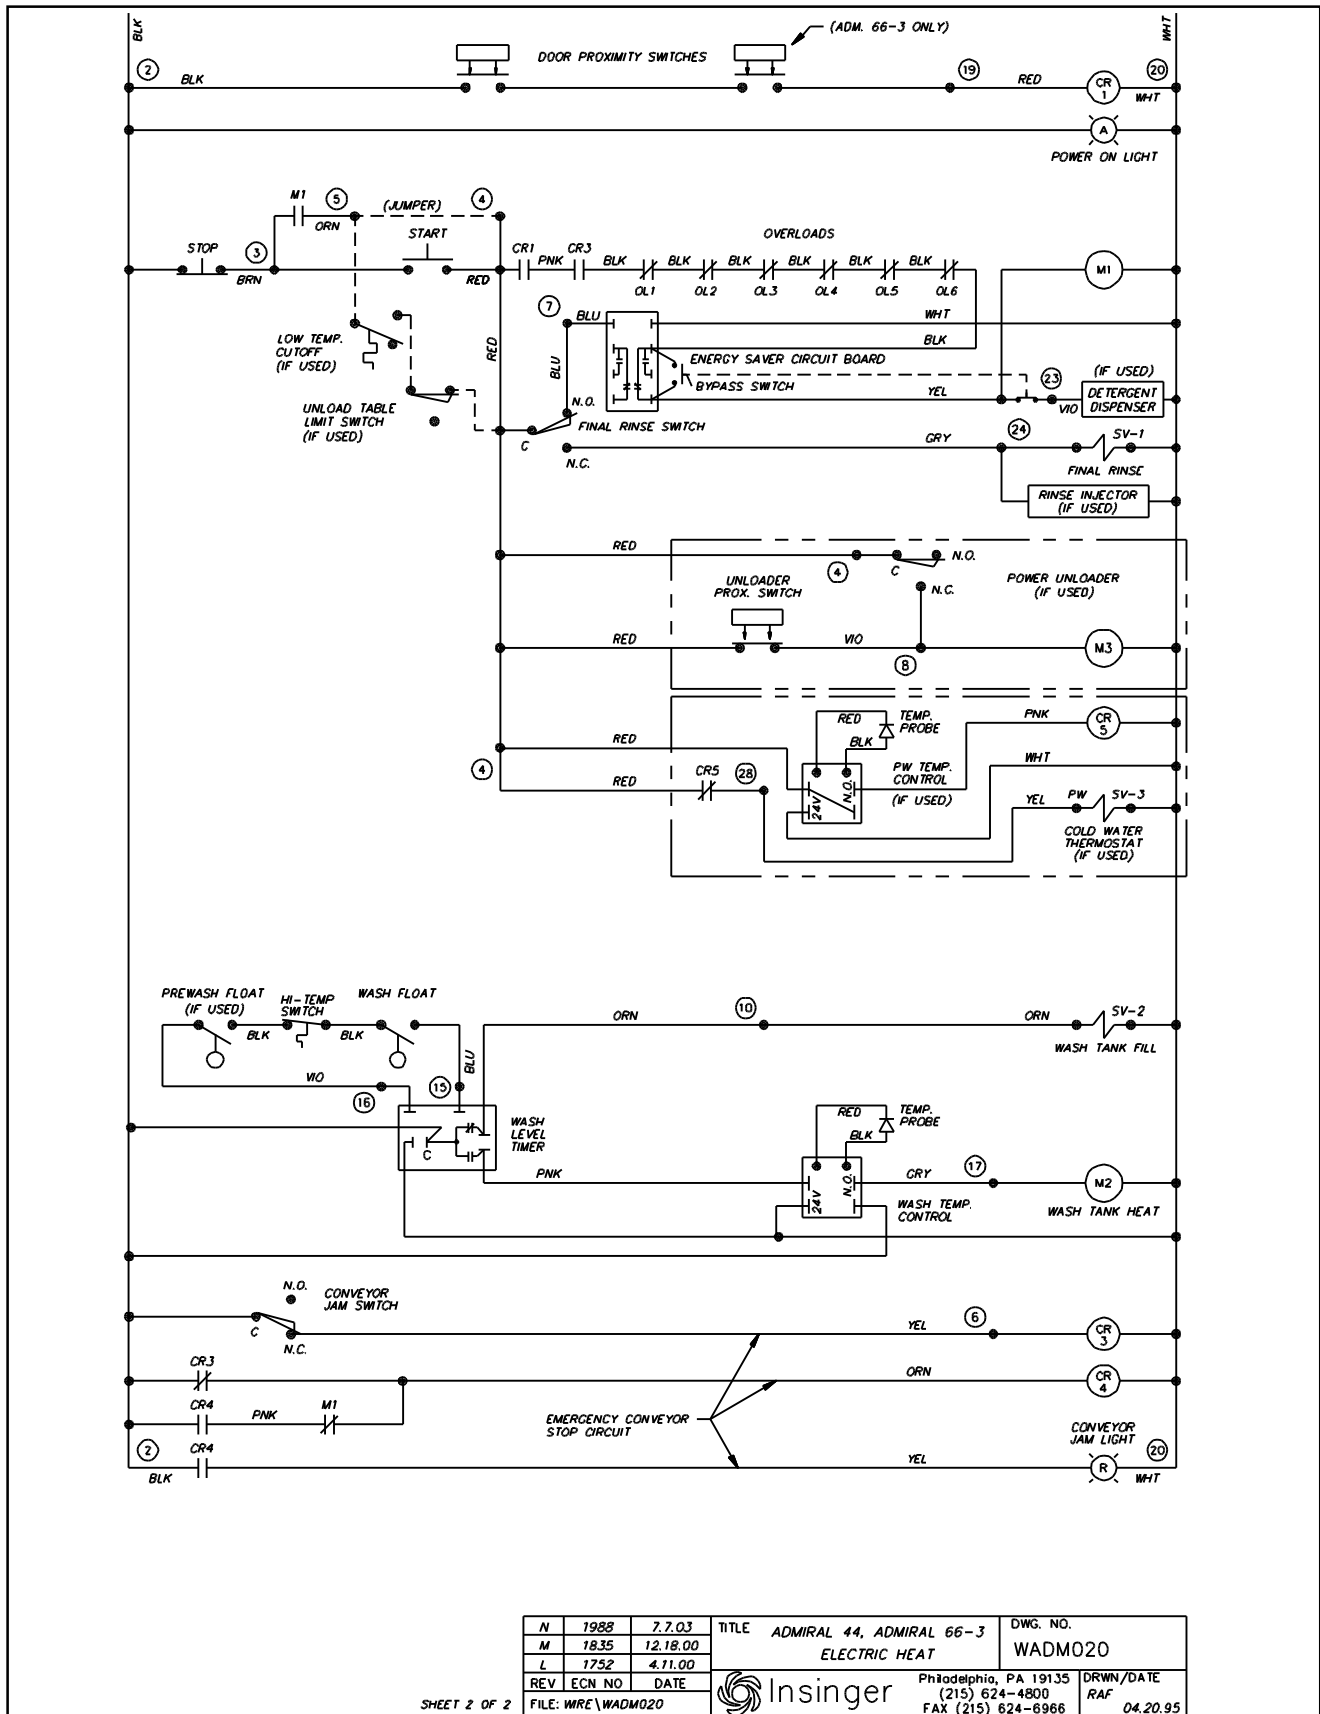 BLK
WHT
(ADM. 66-3 ONLY)
DOOR PROXIMITY SWITCHES
2
BLK
19
RED
CR
1
20
WHT
A
POWER ON LIGHT
M1
5
ORN
(JUMPER)
4
STOP
3
BRN
START
RED
CR1
PNK
CR3
BLK
OVERLOADS
BLK
BLK
BLK
BLK
BLK
OL1
OL2
OL3
OL4
OL5
OL6
M1
7
BLU
WHT
LOW TEMP.
CUTOFF
(IF USED)
RED
BLU
BLK
ENERGY SAVER CIRCUIT BOARD
BYPASS SWITCH
YEL
23
(IF USED)
DETERGENT
DISPENSER
VIO
UNLOAD TABLE
LIMIT SWITCH
(IF USED)
N.O.
FINAL RINSE SWITCH
C
N.C.
GRY
24
SV-1
FINAL RINSE
RINSE INJECTOR
(IF USED)
RED
4
C
N.O.
N.C.
POWER UNLOADER
(IF USED)
UNLOADER
PROX. SWITCH
RED
VIO
8
M3
RED
RED
BLK
TEMP.
PROBE
PNK
CR
5
4
RED
CR5
28
24V
N.O.
PW TEMP.
CONTROL
(IF USED)
WHT
YEL
PW
SV-3
COLD WATER
THERMOSTAT
(IF USED)
PREWASH FLOAT
(IF USED)
HI-TEMP
SWITCH
WASH FLOAT
BLK
BLK
BLU
ORN
10
ORN
SV-2
WASH TANK FILL
VIO
16
15
WASH
LEVEL
TIMER
C
PNK
RED
BLK
TEMP.
PROBE
24V
N.O.
GRY
17
M2
WASH TEMP.
CONTROL
WASH TANK HEAT
N.O.
CONVEYOR
JAM SWITCH
C
N.C.
YEL
6
CR
3
CR3
ORN
CR
4
CR4
PNK
M1
EMERGENCY CONVEYOR
STOP CIRCUIT
CONVEYOR
JAM LIGHT
2
BLK
CR4
YEL
R
20
WHT
N 1988 7.7.03
M 1835 12.18.00
L 1752 4.11.00
REV ECN NO DATE
SHEET 2 OF 2
FILE: WIRE\WADM020
TITLE ADMIRAL 44, ADMIRAL 66-3
ELECTRIC HEAT
DWG. NO.
WADM020
Insinger
Philadelphia, PA 19135
(215) 624-4800
FAX (215) 624-6966
DRWN/DATE
RAF
04.20.95